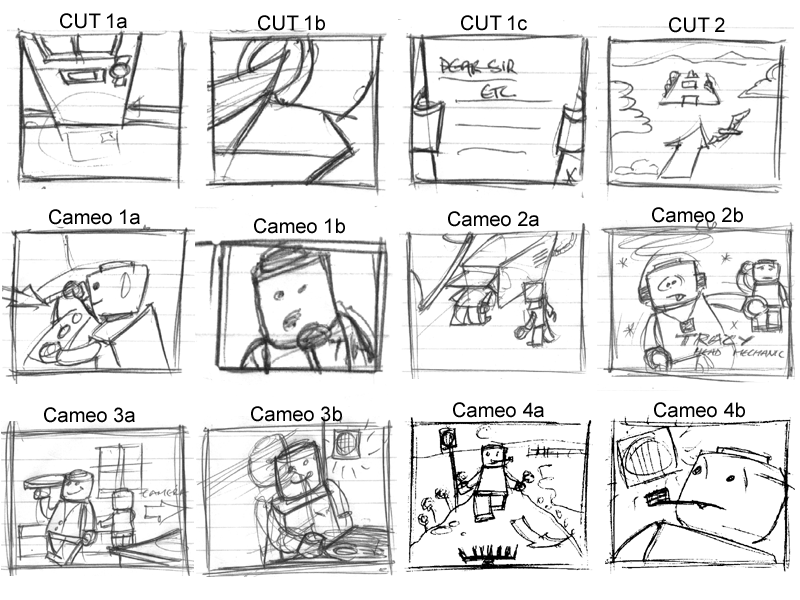 CUT 1a
CUT 1b
CUT 1c
CUT 2
DEAR SIR
ETC
Cameo 1a
Cameo 1b
Cameo 2a
Cameo 2b
TRACY
HEAD MECHANIC
Cameo 3a
Cameo 3b
Cameo 4a
Cameo 4b
CAMERA